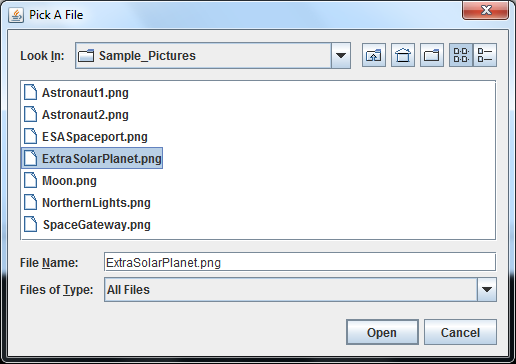 Pick A File
Look In: Sample_Pictures
Astronaut1.png
Astronaut2.png
ESASpaceport.png
ExtraSolarPlanet.png
Moon.png
NorthernLights.png
SpaceGateway.png
File Name: ExtraSolarPlanet.png
Files of Type: All Files
Open Cancel